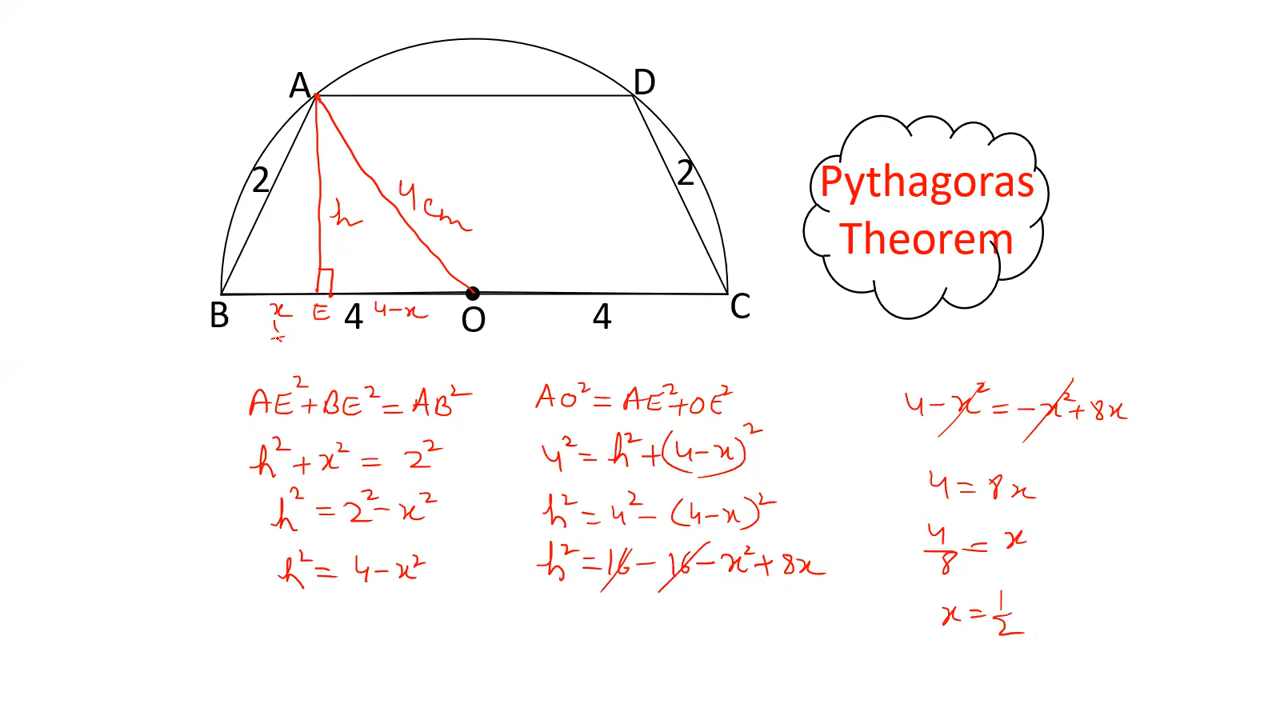 A
D
2
2
h
4cm
B
x
E
4
4-x
O
4
C
Pythagoras
Theorem
AE²+BE²=AB²
h²+x²=2²
h²=2²-x²
h²=4-x²
AO²=AE²+OE²
4²=h²+(4-x)²
h²=4²-(4-x)²
h²=16-16-x²+8x
4-x²=-x²+8x
4=8x
4/8=x
x=1/2